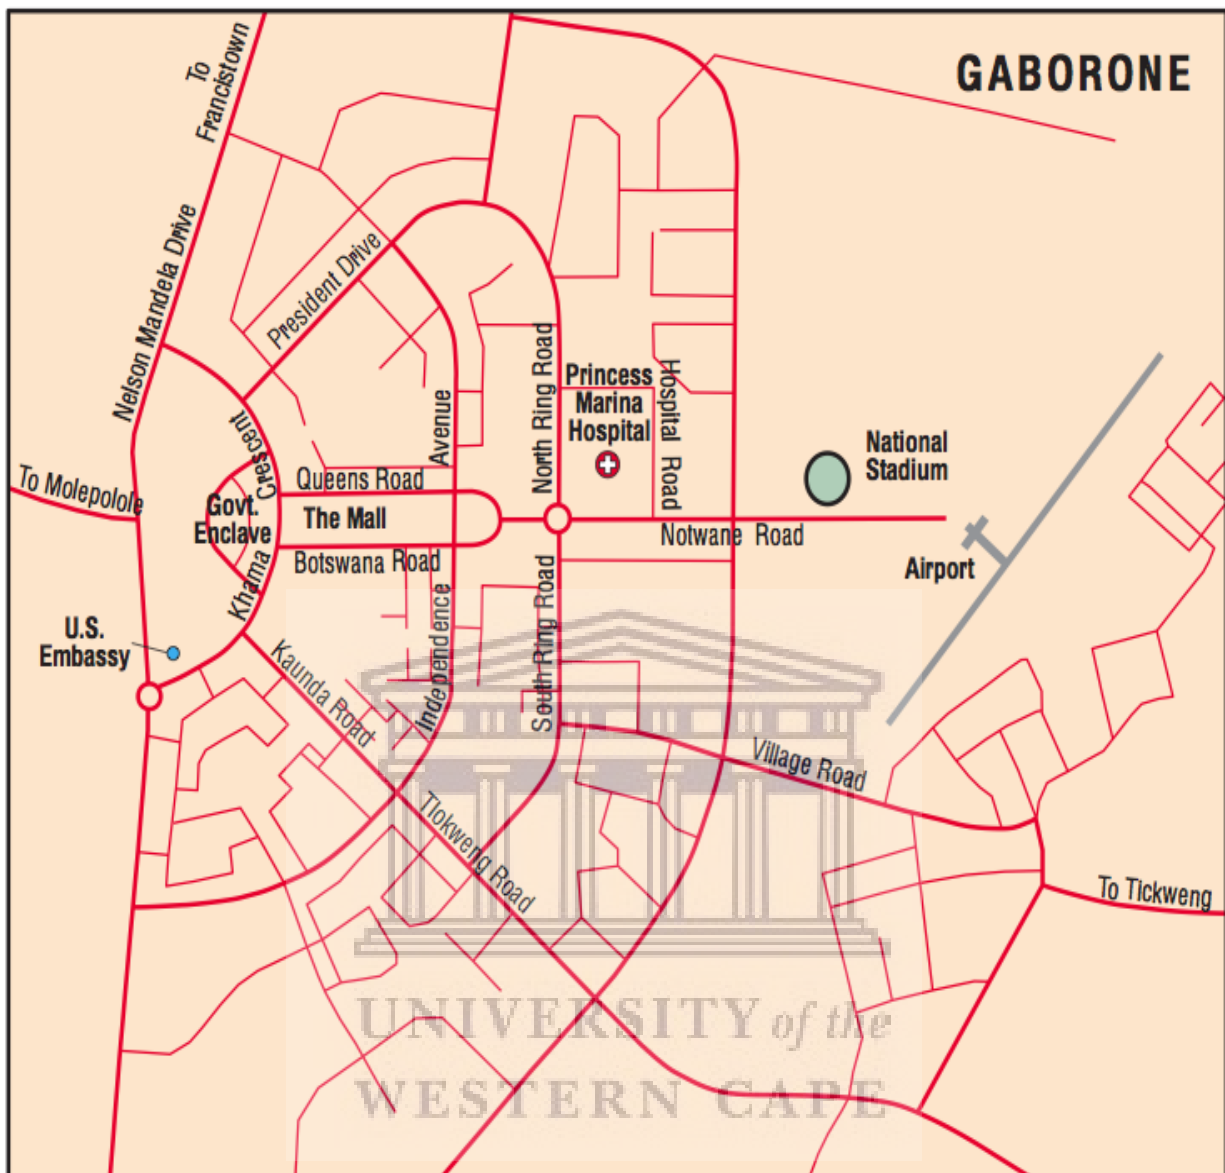 GABORONE
To
Francistown
Nelson Mandela Drive
President Drive
North Ring Road
Princess
Marina
Hospital
Hospital Road
Avenue
Crescent
National
Stadium
To Molepolole
Queens Road
Govt.
Enclave
The Mall
Notwane Road
Botswana Road
Airport
Khama
U.S.
Embassy
Independence
South Ring Road
Kaunda Road
Village Road
Tlokweng Road
To Tickweng
UNIVERSITY of the
WESTERN CAPE